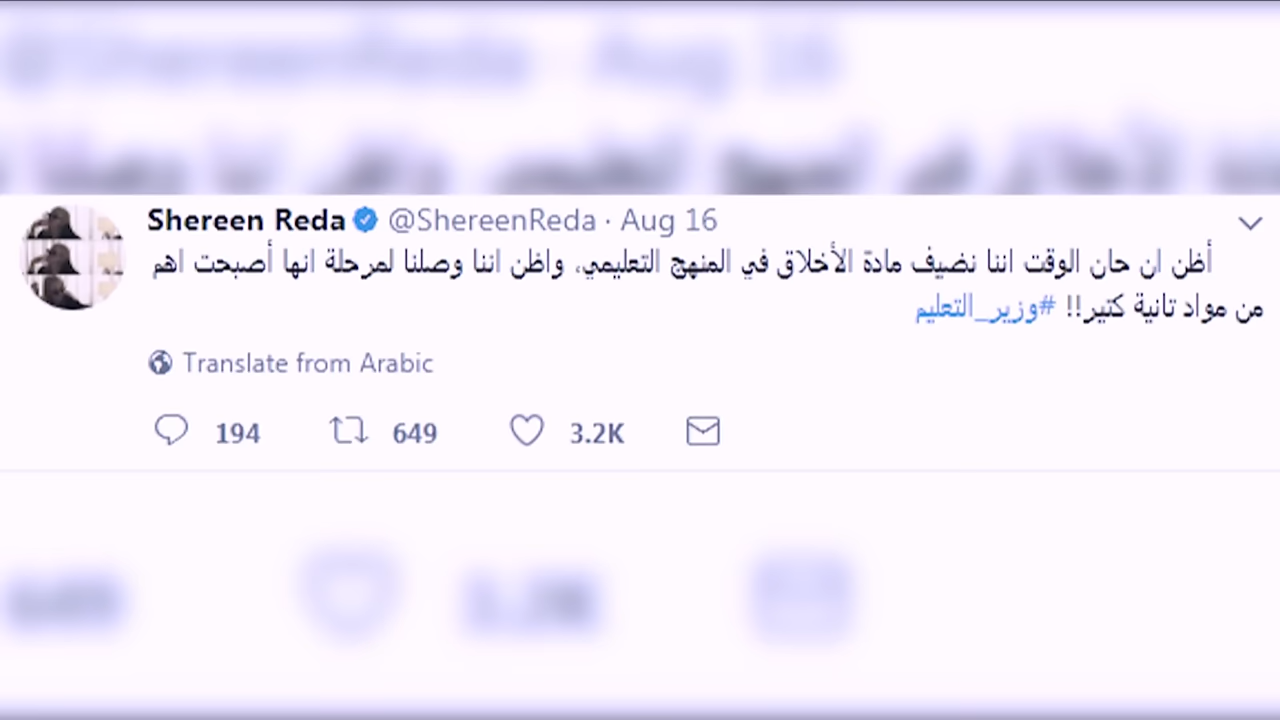 Shereen Reda @ShereenReda · Aug 16
أظن ان حان الوقت اننا نضيف مادة الأخلاق في المنهج التعليمي، واظن اننا وصلنا لمرحلة انها أصبحت اهم
من مواد تانية كتير!! #وزير_التعليم
Translate from Arabic
194 649 3.2K